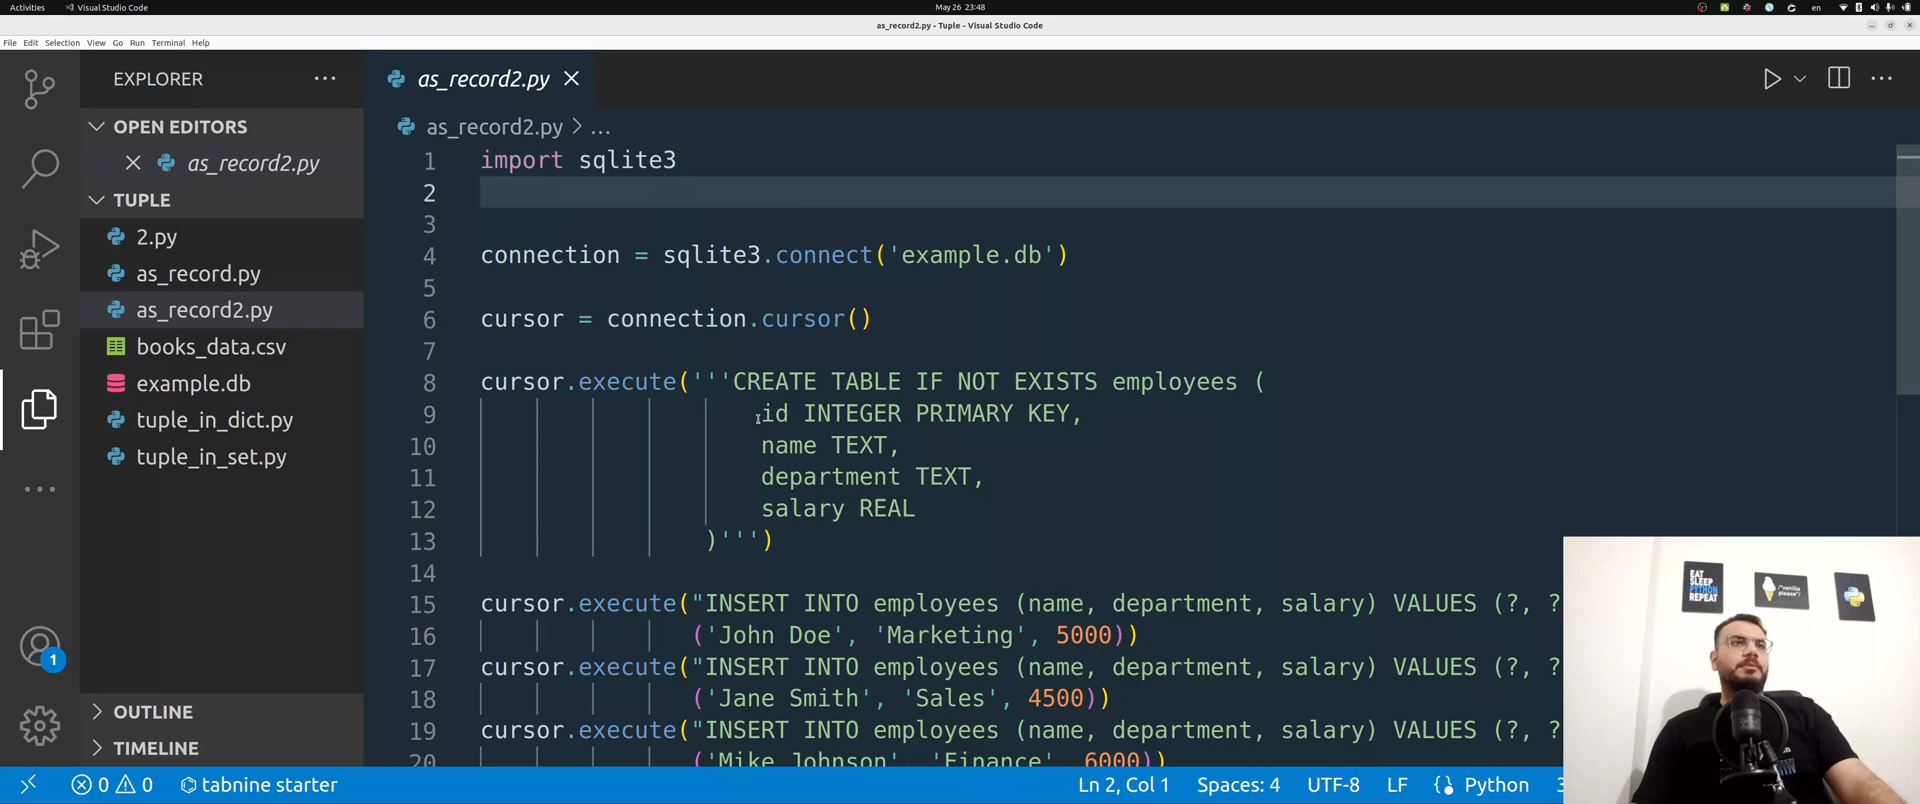 Activities
Visual Studio Code
May 26 23:48
en
as_record2.py - Tuple - Visual Studio Code
File Edit Selection View Go Run Terminal Help
EXPLORER
as_record2.py
OPEN EDITORS
as_record2.py > ...
as_record2.py
TUPLE
2.py
as_record.py
as_record2.py
books_data.csv
example.db
tuple_in_dict.py
tuple_in_set.py
OUTLINE
TIMELINE
1 import sqlite3
2
3
4 connection = sqlite3.connect('example.db')
5
6 cursor = connection.cursor()
7
8 cursor.execute('''CREATE TABLE IF NOT EXISTS employees (
9 id INTEGER PRIMARY KEY,
10 name TEXT,
11 department TEXT,
12 salary REAL
13 )''')
14
15 cursor.execute("INSERT INTO employees (name, department, salary) VALUES (?, ?
16 ('John Doe', 'Marketing', 5000))
17 cursor.execute("INSERT INTO employees (name, department, salary) VALUES (?, ?
18 ('Jane Smith', 'Sales', 4500))
19 cursor.execute("INSERT INTO employees (name, department, salary) VALUES (?, ?
20 ('Mike Johnson', 'Finance', 6000))
EAT
SLEEP
PYTHON
REPEAT
1
0 0
tabnine starter
Ln 2, Col 1
Spaces: 4
UTF-8
LF
Python